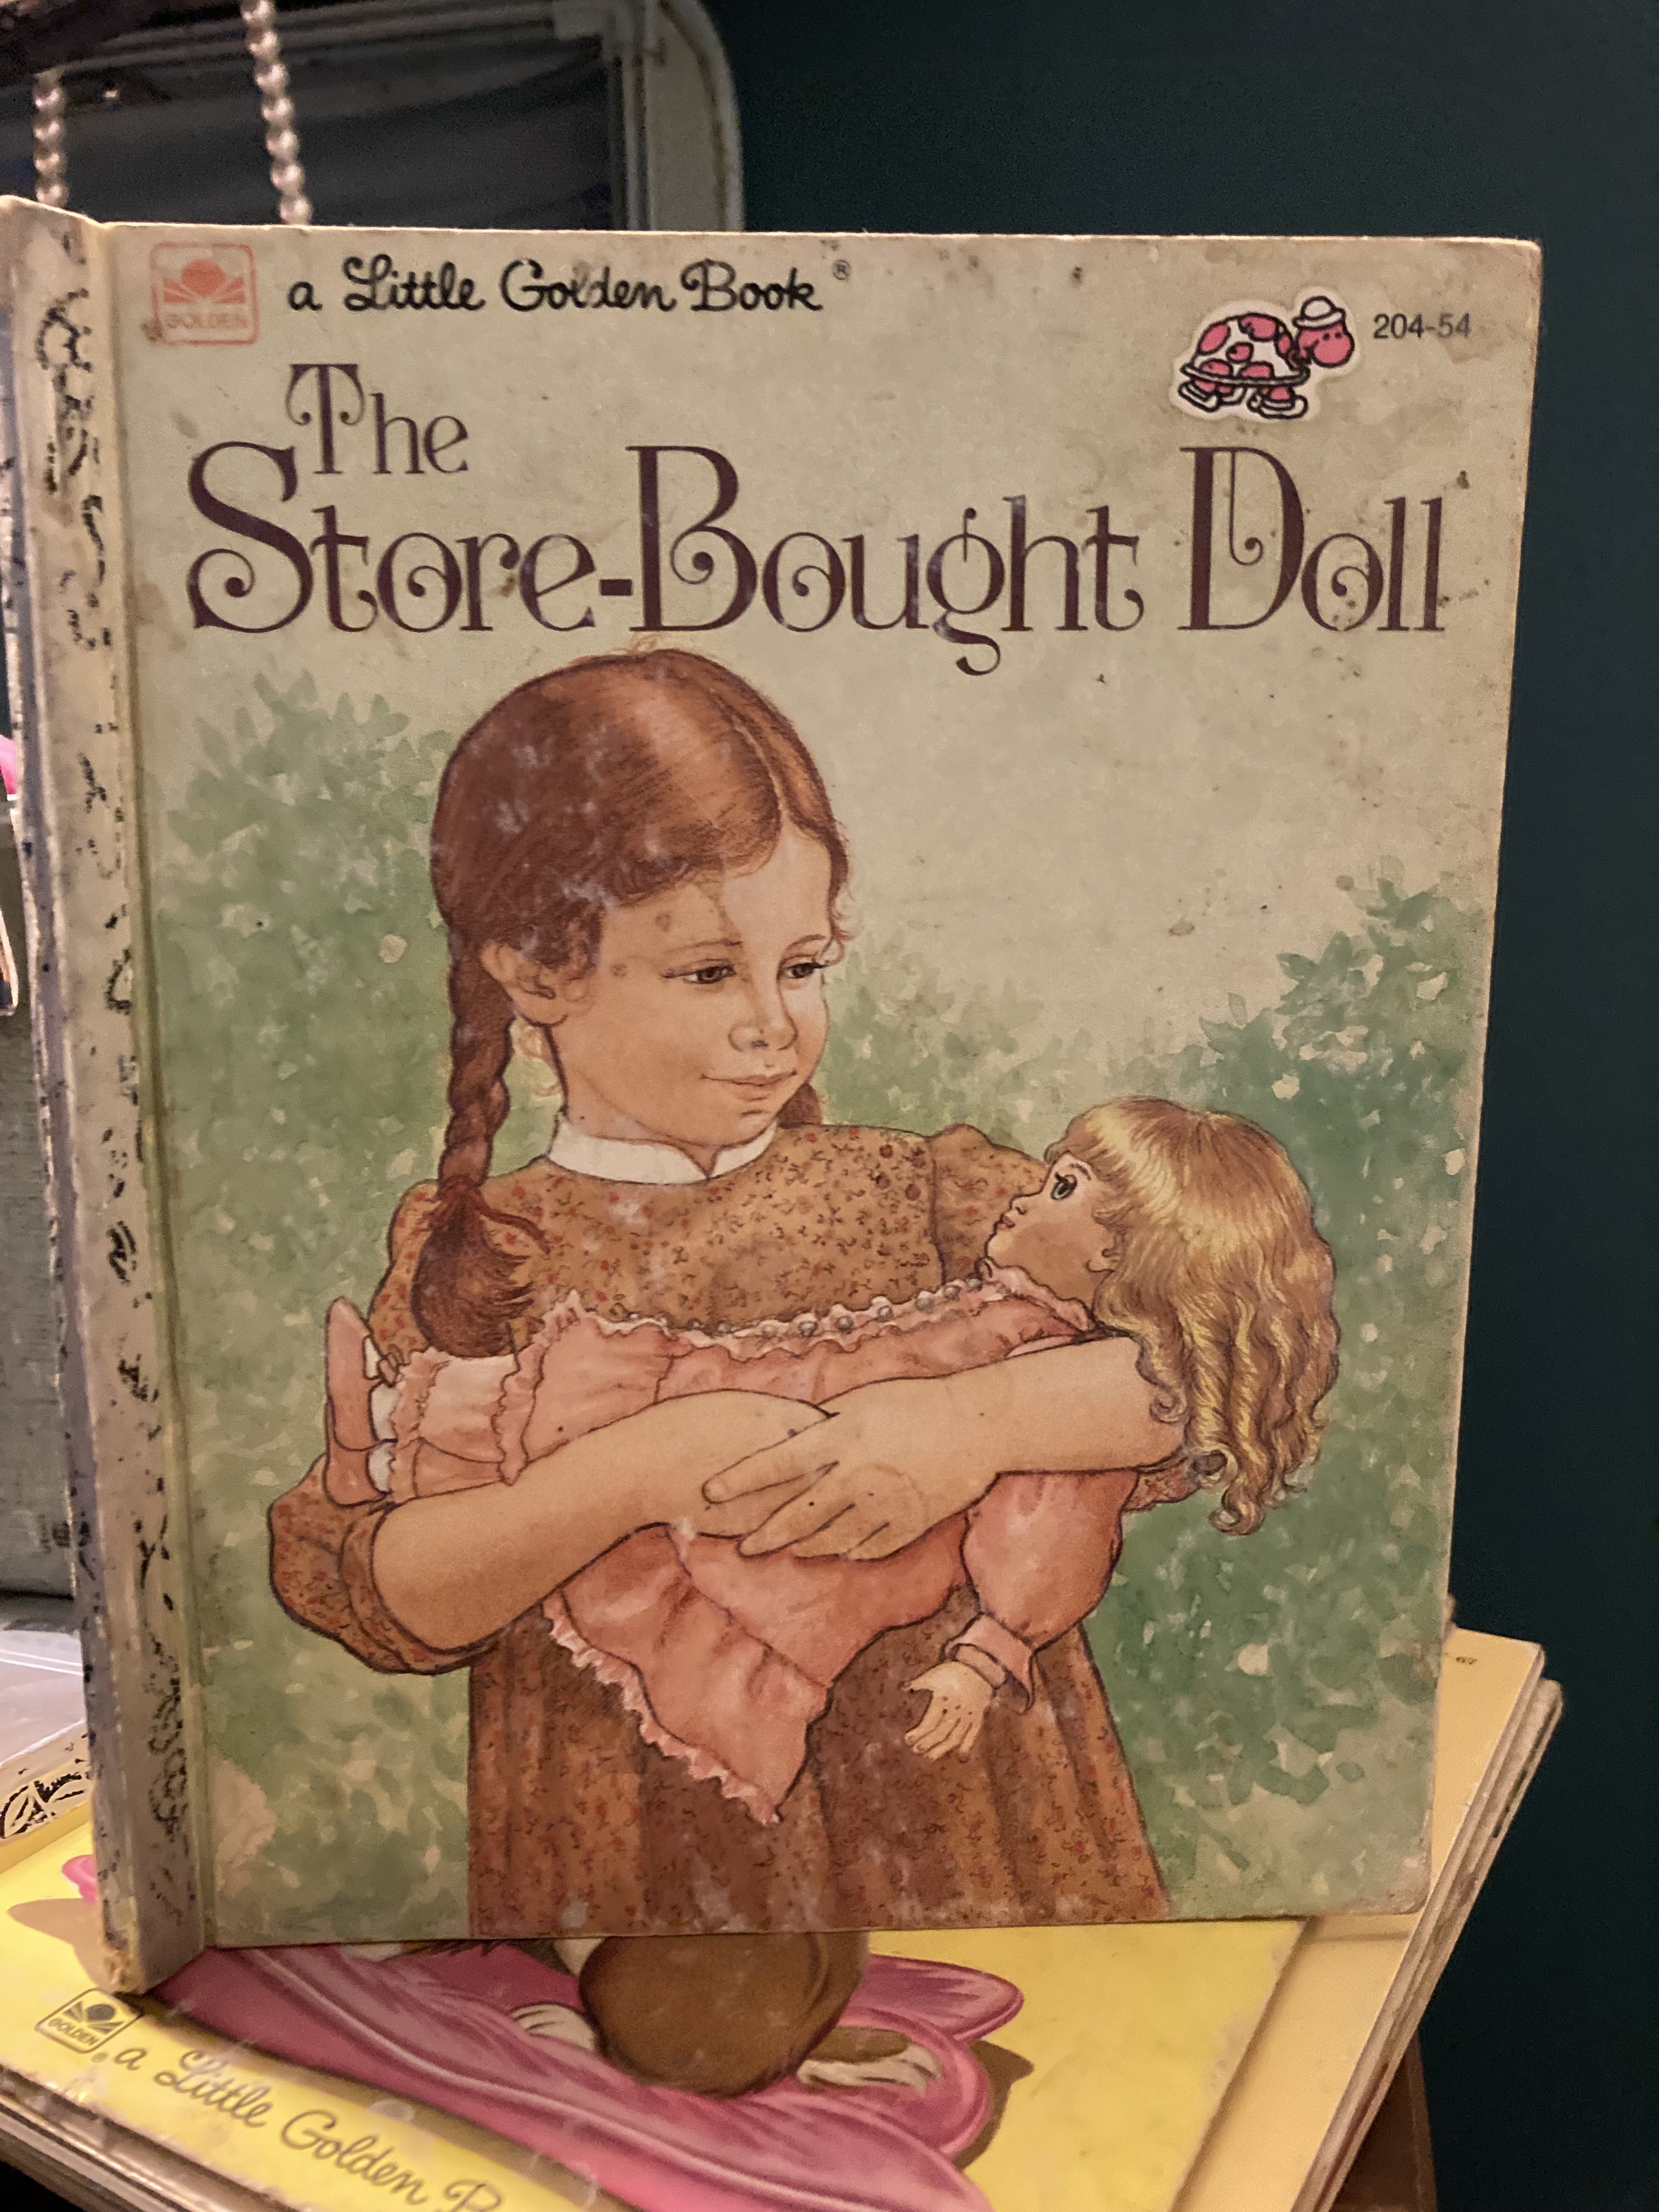 GOLDEN
a Little Golden Book®
204-54
The
Store-Bought Doll
GOLDEN®
a Little Golden